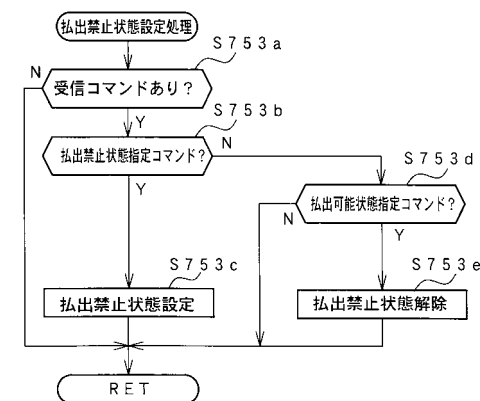 払出禁止状態設定処理
S753a
N
受信コマンドあり？
S753b
Y
払出禁止状態指定コマンド？
N
S753d
Y
払出可能状態指定コマンド？
N
Y
S753c
S753e
払出禁止状態設定
払出禁止状態解除
RET